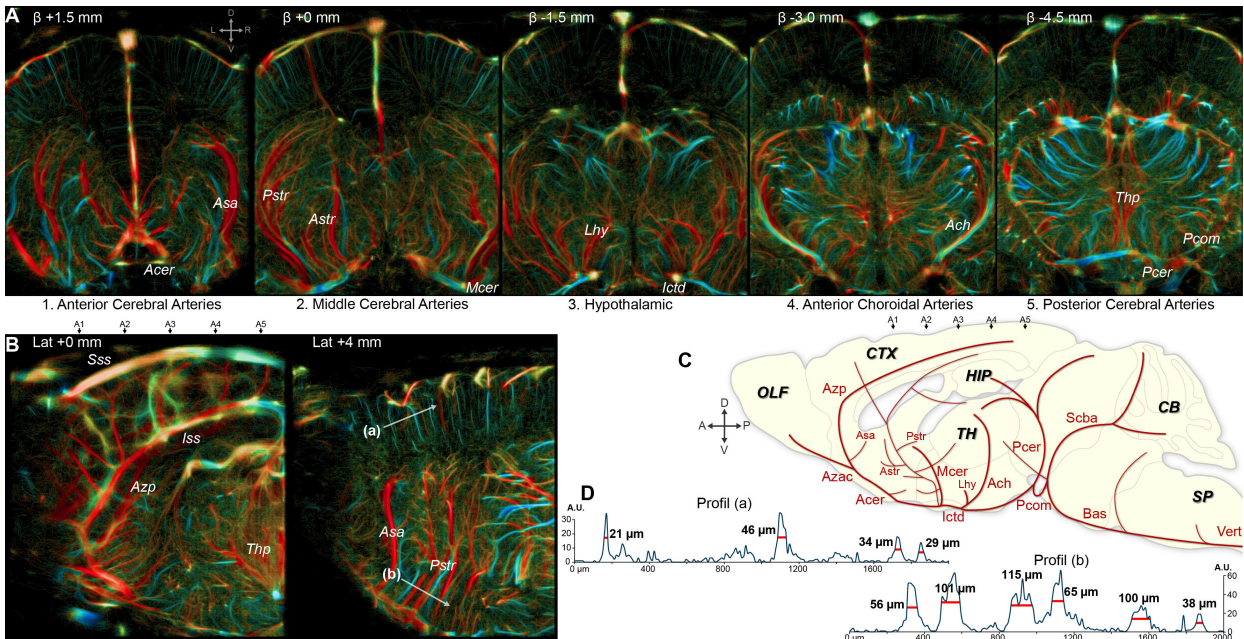 A
β +1.5 mm
D
L R
V
Asa
Acer
β +0 mm
Pstr
Astr
Mcer
β -1.5 mm
Lhy
Ictd
β -3.0 mm
Ach
β -4.5 mm
Thp
Pcom
Pcer
1. Anterior Cerebral Arteries
2. Middle Cerebral Arteries
3. Hypothalamic
4. Anterior Choroidal Arteries
5. Posterior Cerebral Arteries
A1 A2 A3 A4 A5
B
Lat +0 mm
Sss
Iss
Azp
Thp
Lat +4 mm
(a)
Asa
Pstr
(b)
C
A1 A2 A3 A4 A5
CTX
OLF
HIP
Azp
D
A P
V
Scba
CB
Asa
Pstr
TH
Pcer
Astr
Mcer
Azac
Lhy
Ach
Acer
SP
Ictd
Pcom
Bas
Vert
D
Profil (a)
A.U.
30
20
10
0
21 µm
46 µm
34 µm
29 µm
0 µm 400 800 1200 1600
Profil (b)
A.U.
60
40
20
0
56 µm
101 µm
115 µm
65 µm
100 µm
38 µm
0 µm 400 800 1200 1600 2000